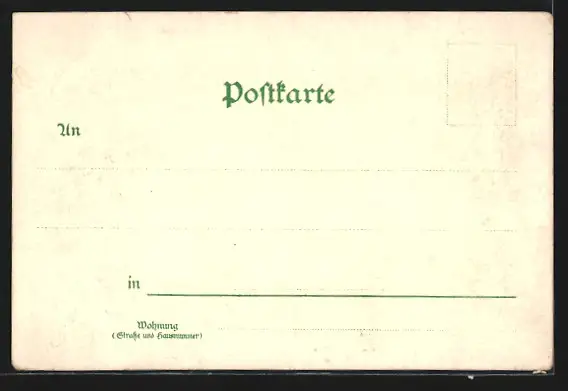 Postkarte
An
in
Wohnung
(Straße und Hausnummer)